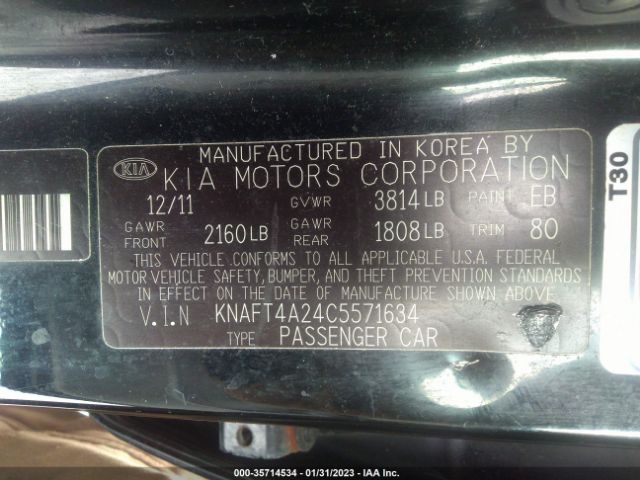 MANUFACTURED IN KOREA BY
KIA KIA MOTORS CORPORATION
12/11 GVWR 3814LB PAINT EB
GAWR FRONT 2160LB GAWR REAR 1808LB TRIM 80
THIS VEHICLE CONFORMS TO ALL APPLICABLE U.S.A. FEDERAL
MOTOR VEHICLE SAFETY, BUMPER, AND THEFT PREVENTION STANDARDS
IN EFFECT ON THE DATE OF MANUFACTURE SHOWN ABOVE.
V.I.N KNAFT4A24C5571634
TYPE PASSENGER CAR
T30
000-35714534 - 01/31/2023 - IAA Inc.